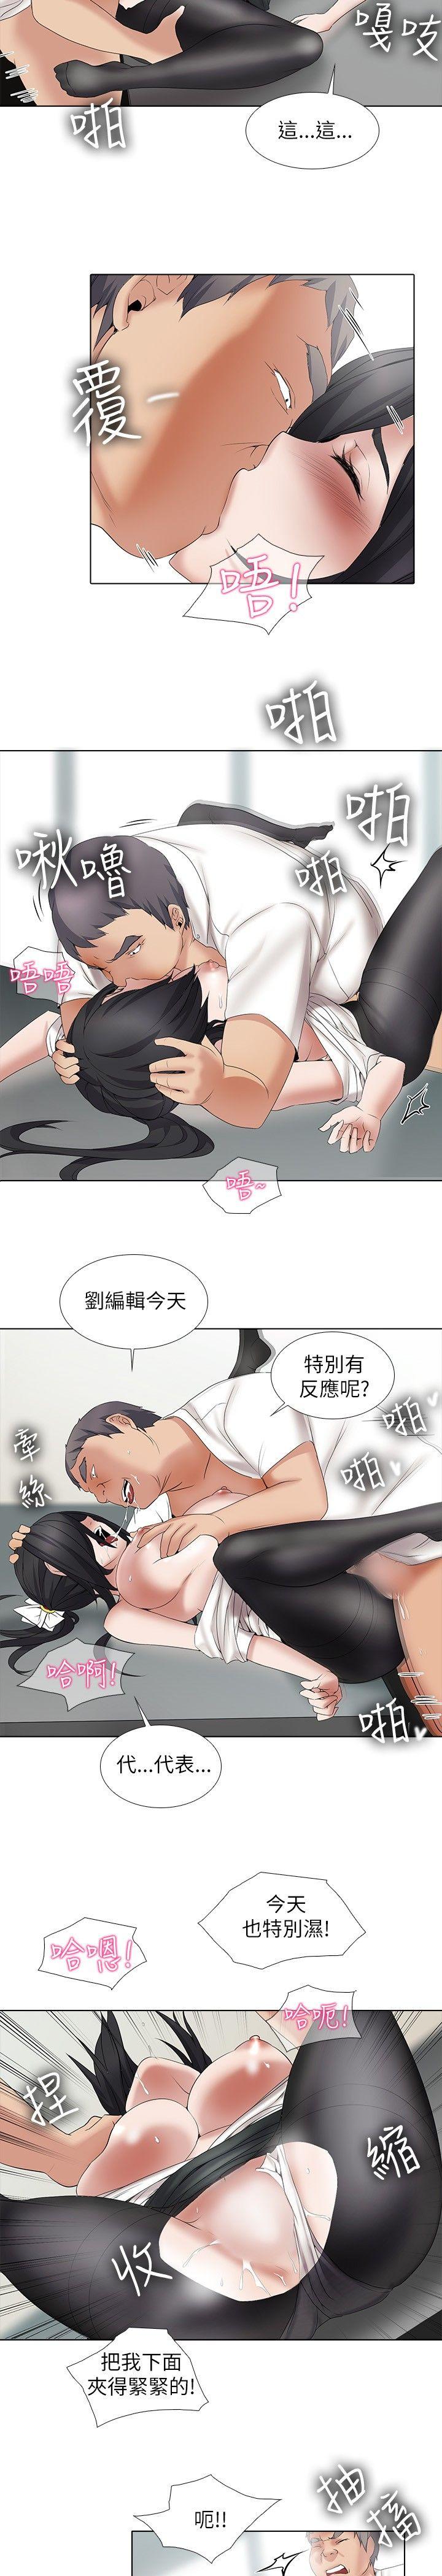 嘎吱
啪
這...這...
覆
唔!
啪
啪
啪
啾嚕
唔唔
唔~
劉編輯今天
特別有
反應呢?
啪
啪
牽
絲
哈啊!
啪
代...代表...
今天
也特別濕!
哈嗯!
哈呃!
捏
縮
收
把我下面
夾得緊緊的!
抽
搐
呃!!